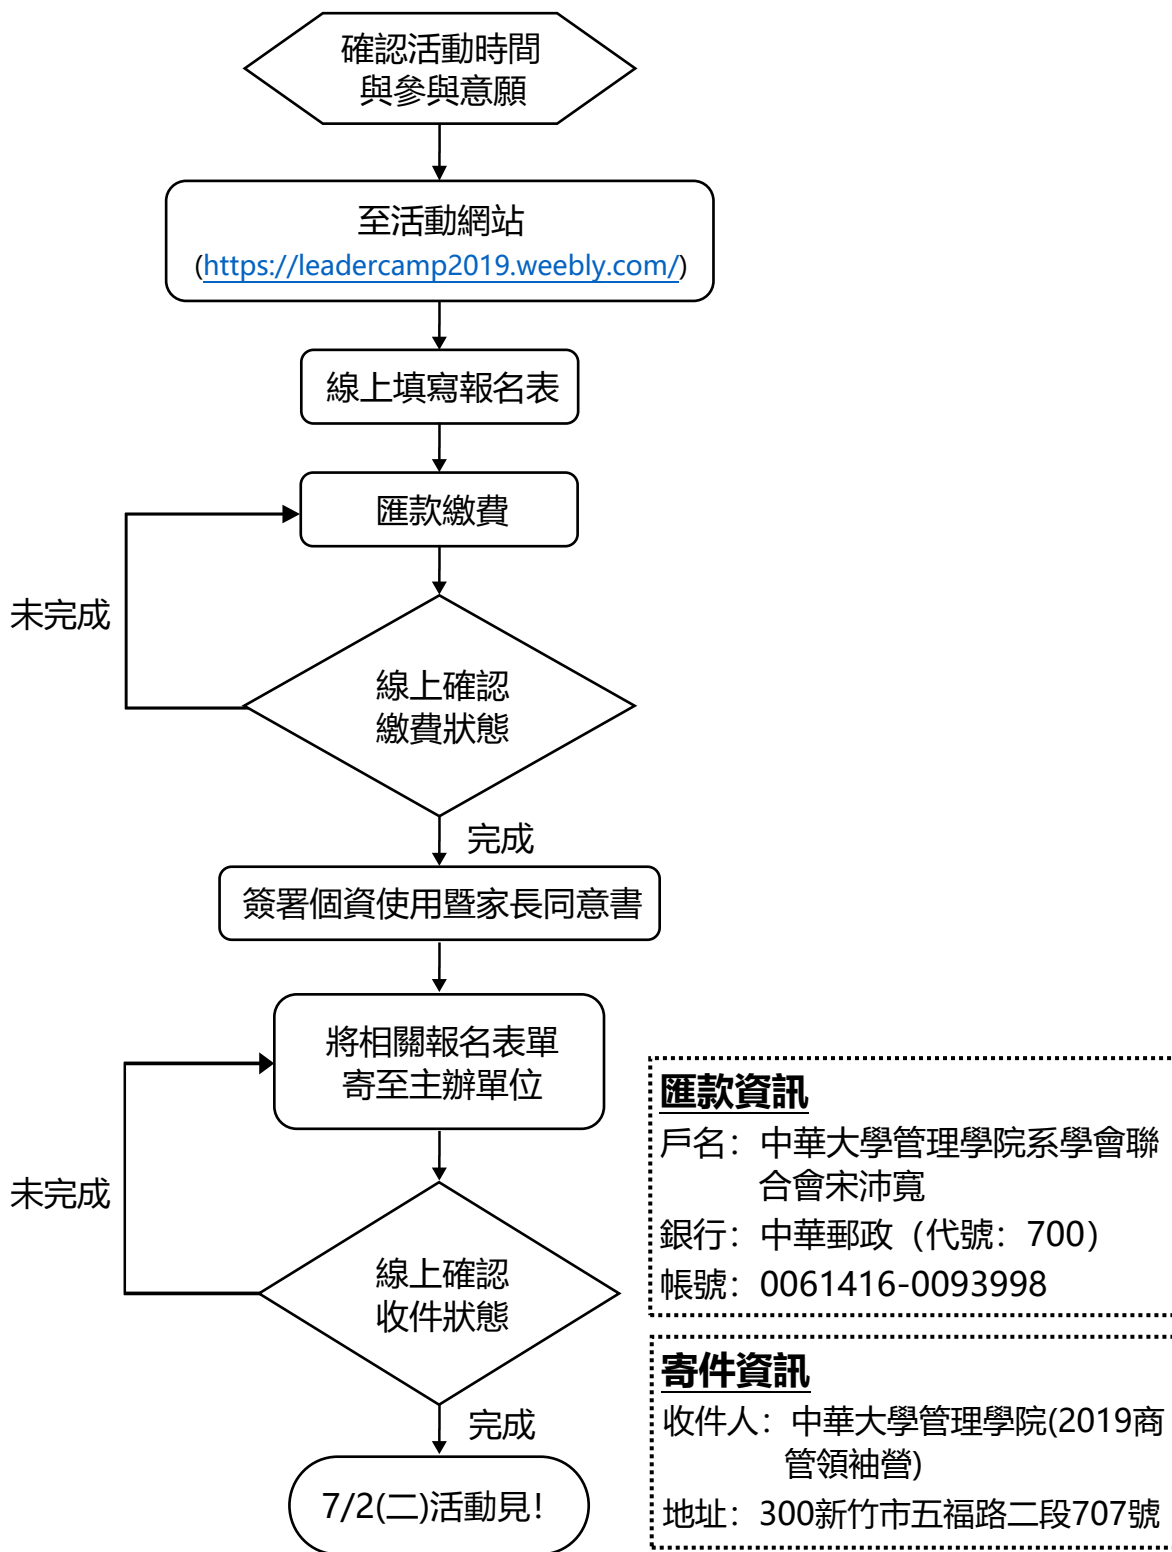 確認活動時間
與參與意願
至活動網站
(https://leadercamp2019.weebly.com/)
線上填寫報名表
匯款繳費
未完成
線上確認
繳費狀態
完成
簽署個資使用暨家長同意書
將相關報名表單
寄至主辦單位
未完成
線上確認
收件狀態
完成
7/2(二)活動見！
匯款資訊
戶名：中華大學管理學院系學會聯
合會宋沛寬
銀行：中華郵政（代號：700）
帳號：0061416-0093998
寄件資訊
收件人：中華大學管理學院(2019商
管領袖營)
地址：300新竹市五福路二段707號